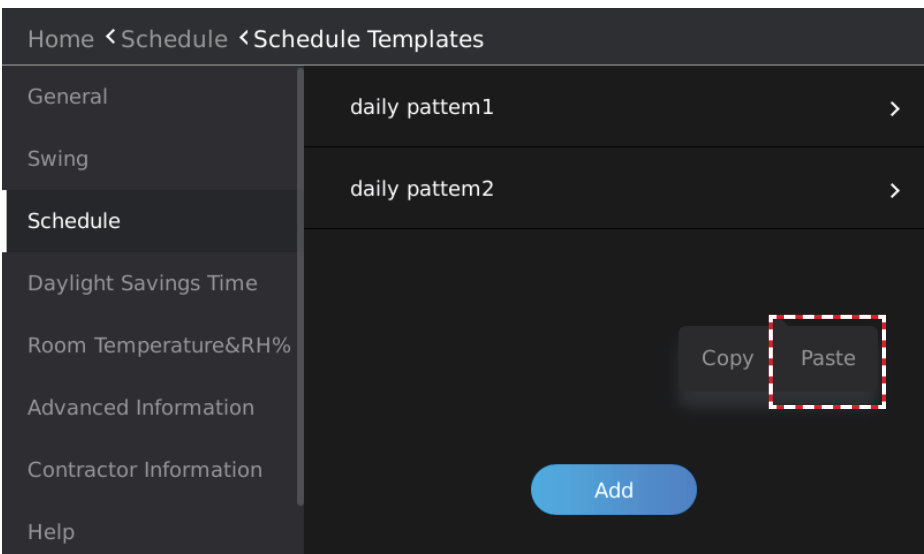 Home < Schedule < Schedule Templates
General
Swing
Schedule
Daylight Savings Time
Room Temperature&RH%
Advanced Information
Contractor Information
Help
daily pattem1
daily pattem2
Copy
Paste
Add